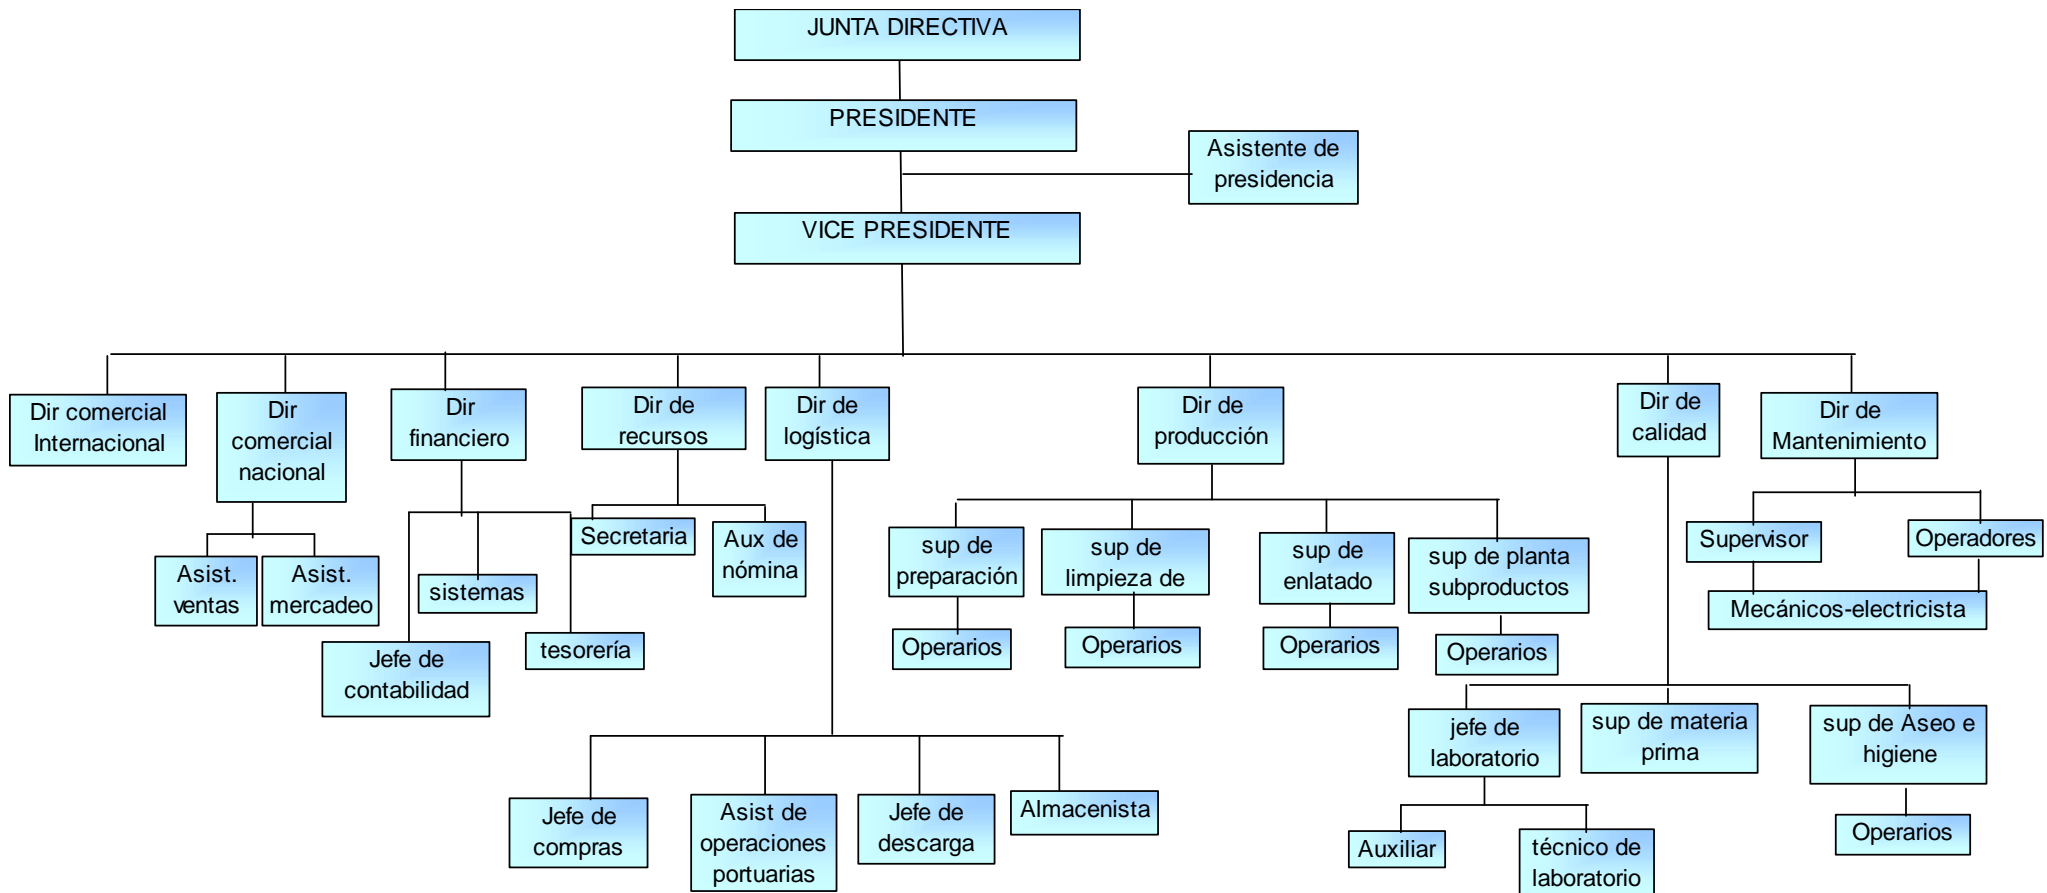 JUNTA DIRECTIVA
PRESIDENTE
Asistente de
presidencia
VICE PRESIDENTE
Dir comercial
Internacional
Dir
comercial
nacional
Dir
financiero
Dir de
recursos
Dir de
logística
Dir de
producción
Dir de
calidad
Dir de
Mantenimiento
Asist.
ventas
Asist.
mercadeo
Jefe de
contabilidad
sistemas
tesorería
Secretaria
Aux de
nómina
Jefe de
compras
Asist de
operaciones
portuarias
Jefe de
descarga
Almacenista
sup de
preparación
Operarios
sup de
limpieza de
Operarios
sup de
enlatado
Operarios
sup de planta
subproductos
Operarios
jefe de
laboratorio
Auxiliar
técnico de
laboratorio
sup de materia
prima
sup de Aseo e
higiene
Operarios
Supervisor
Operadores
Mecánicos-electricista